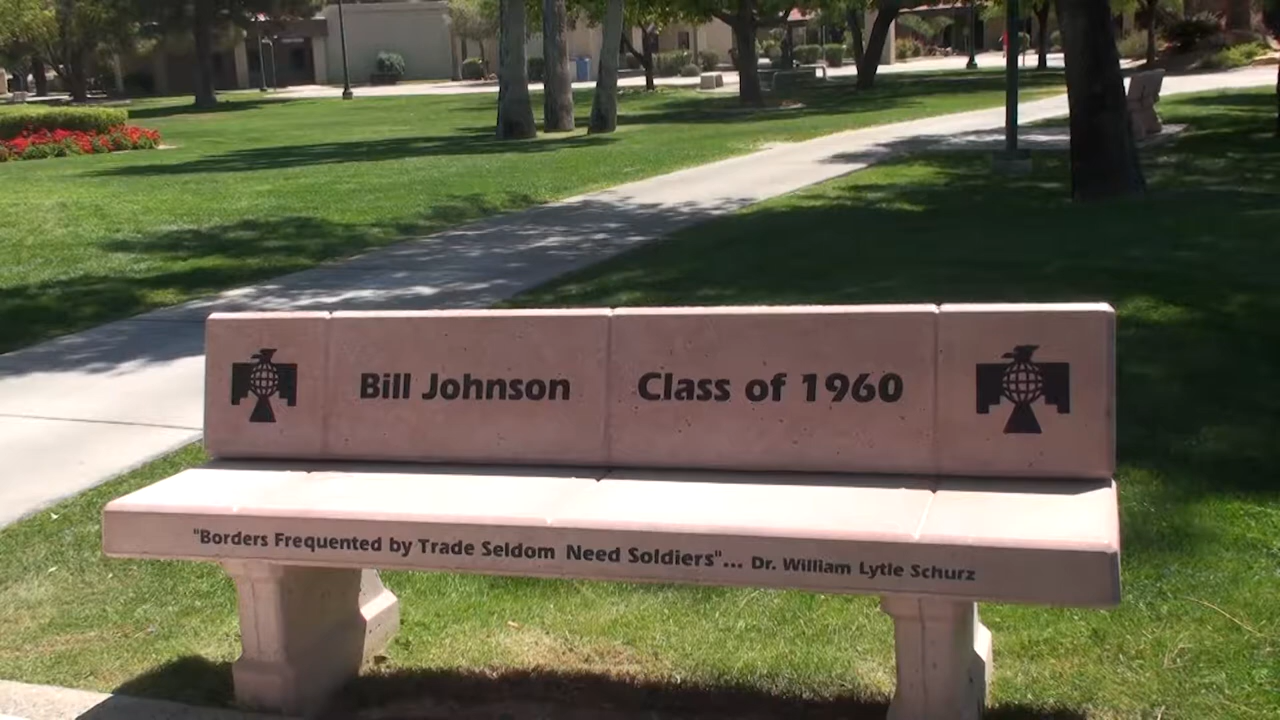 Bill Johnson Class of 1960
"Borders Frequented by Trade Seldom Need Soldiers"... Dr. William Lytle Schurz